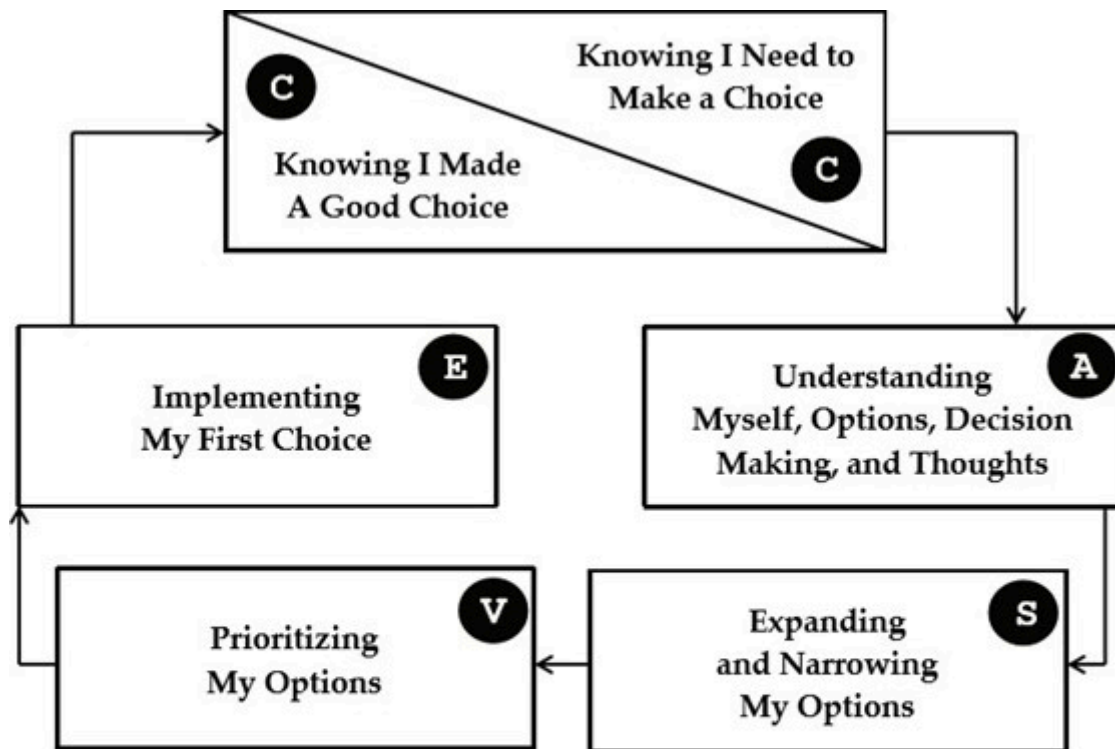 Knowing I Need to
Make a Choice
C
C
Knowing I Made
A Good Choice
E
Implementing
My First Choice
A
Understanding
Myself, Options, Decision
Making, and Thoughts
V
Prioritizing
My Options
S
Expanding
and Narrowing
My Options